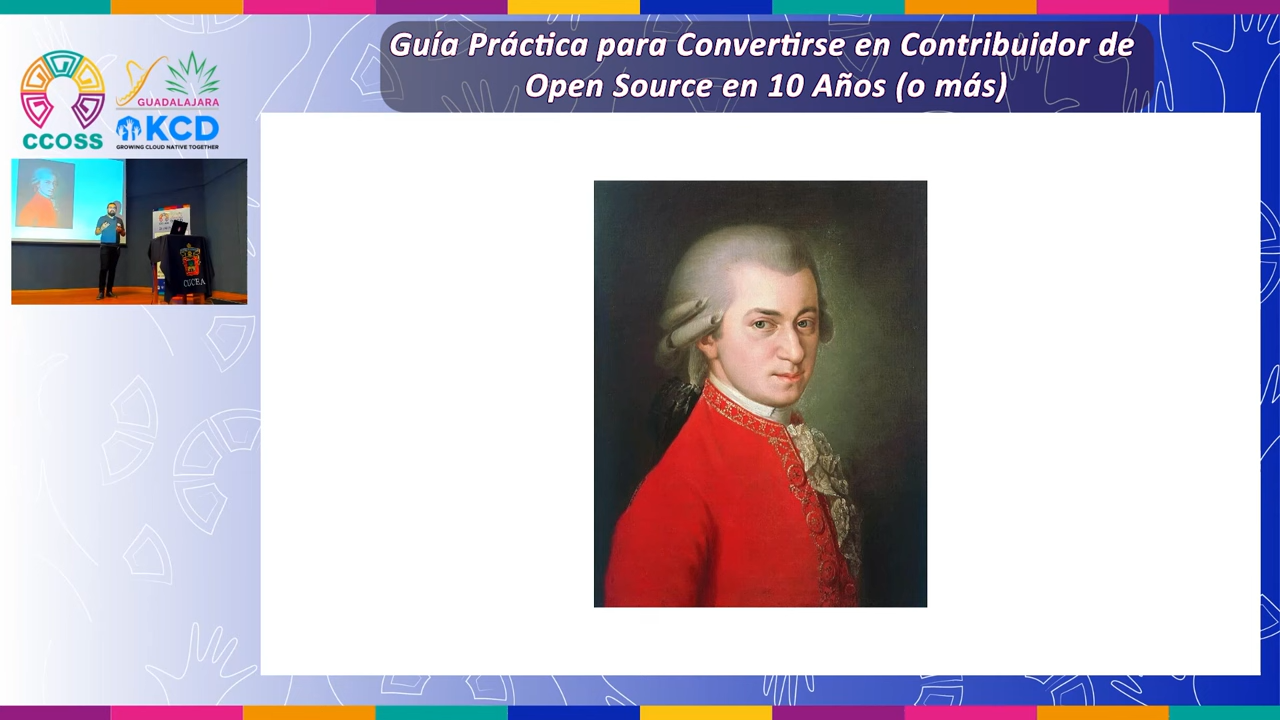 Guía Práctica para Convertirse en Contribuidor de
Open Source en 10 Años (o más)
CCOSS
GUADALAJARA
KCD
GROWING CLOUD NATIVE TOGETHER